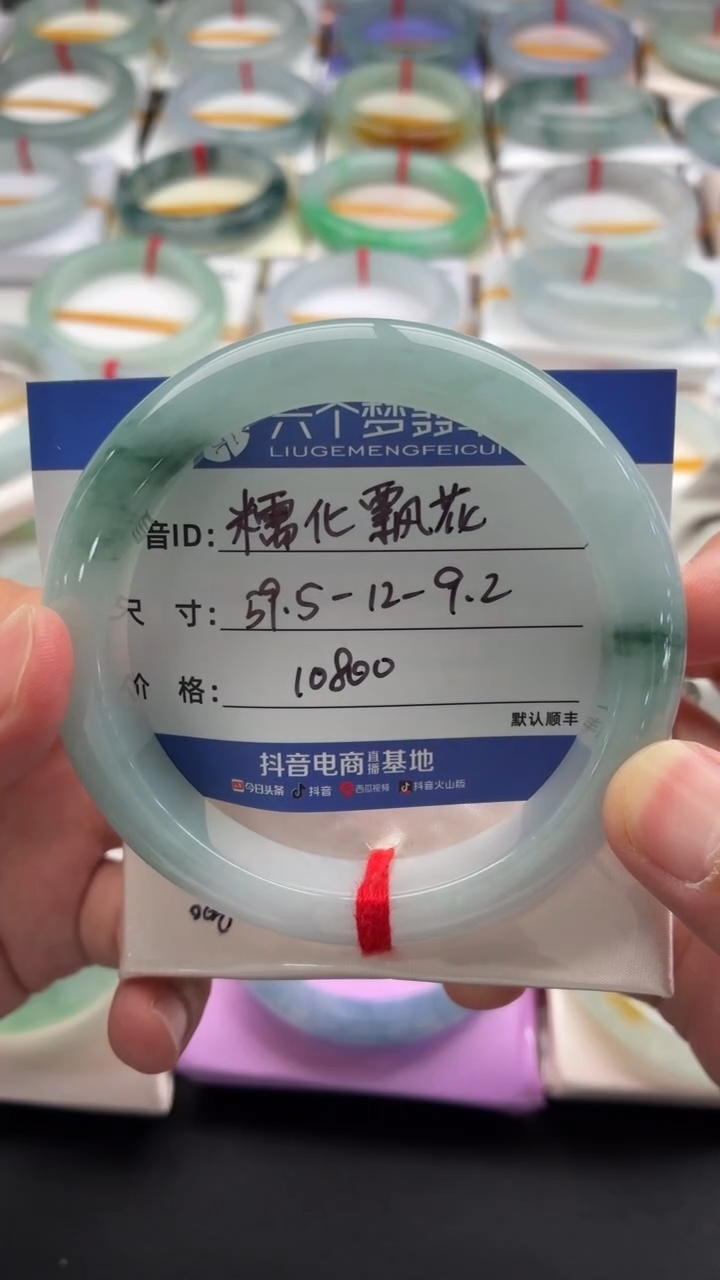 六个梦翡
LIUGEMENGFEICUI
音ID: 糯化飘花
尺 寸: 59.5-12-9.2
价 格: 10800
默认顺丰
抖音电商直播基地
今日头条 抖音 西瓜视频 抖音火山版